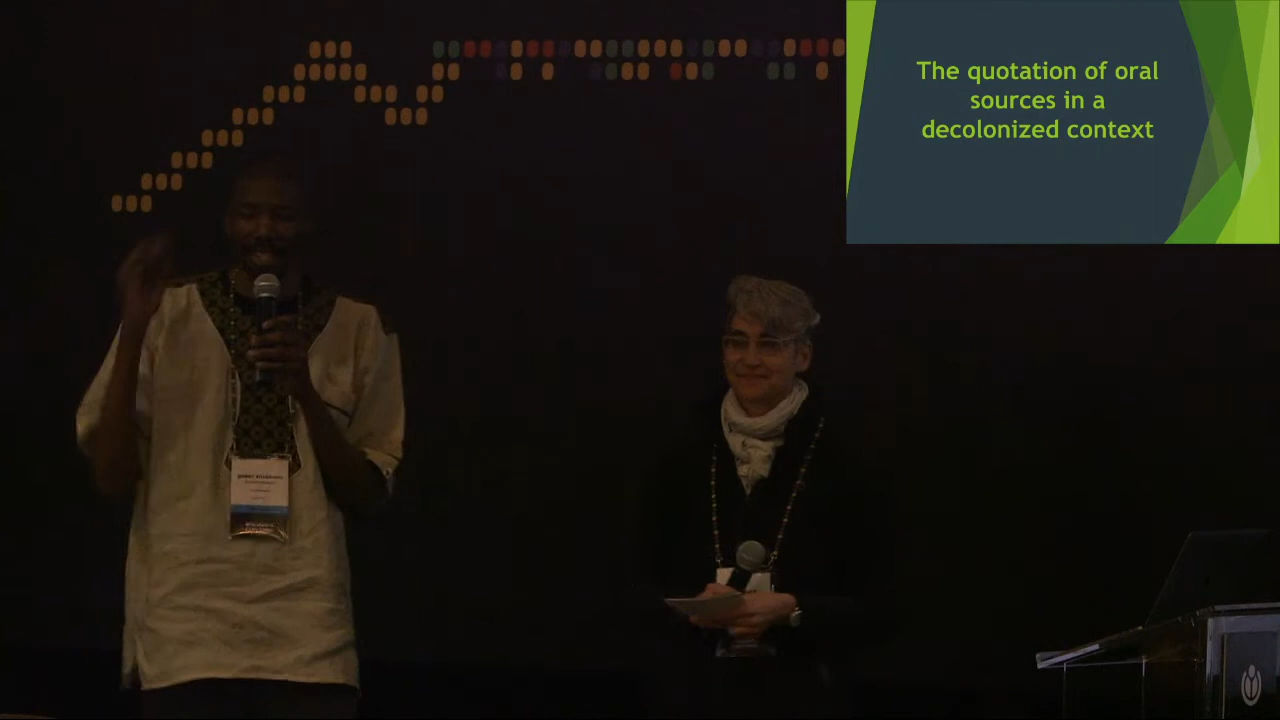 The quotation of oral
sources in a
decolonized context